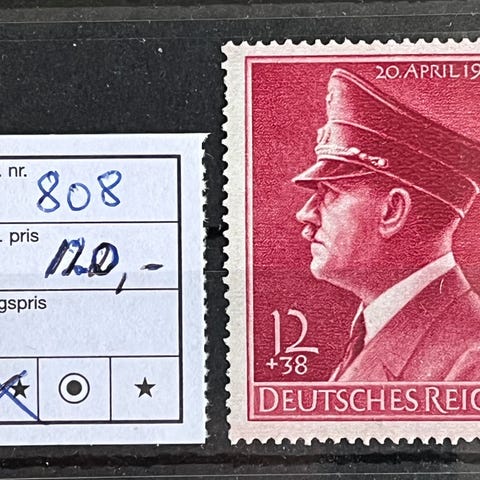 . nr.
808
. pris
120,-
gspris
20. APRIL 19
12
+38
DEUTSCHES REIC